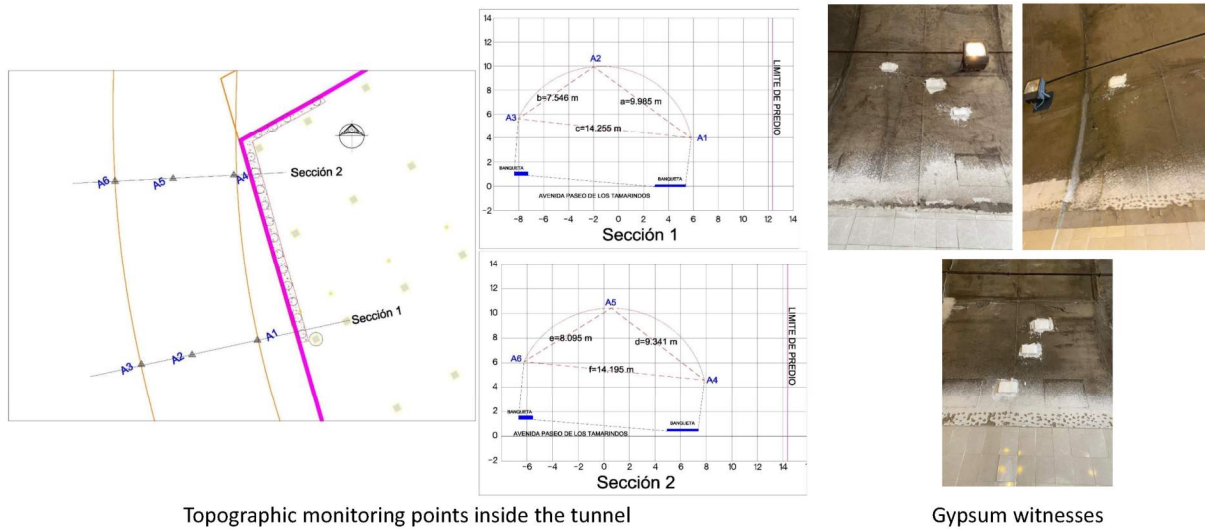 A6
A5
A4
Sección 2
A3
A2
A1
Sección 1
14
12
10
8
6
4
2
0
-2
A2
b=7.546 m
a=9.985 m
A3
c=14.255 m
A1
BANQUETA
BANQUETA
AVENIDA PASEO DE LOS TAMARINDOS
LIMITE DE PREDIO
-8 -6 -4 -2 0 2 4 6 8 10 12 14
Sección 1
14
12
10
8
6
4
2
0
-2
A5
e=8.095 m
d=9.341 m
A6
f=14.195 m
A4
BANQUETA
BANQUETA
AVENIDA PASEO DE LOS TAMARINDOS
LIMITE DE PREDIO
-6 -4 -2 0 2 4 6 8 10 12 14
Sección 2
Topographic monitoring points inside the tunnel
Gypsum witnesses